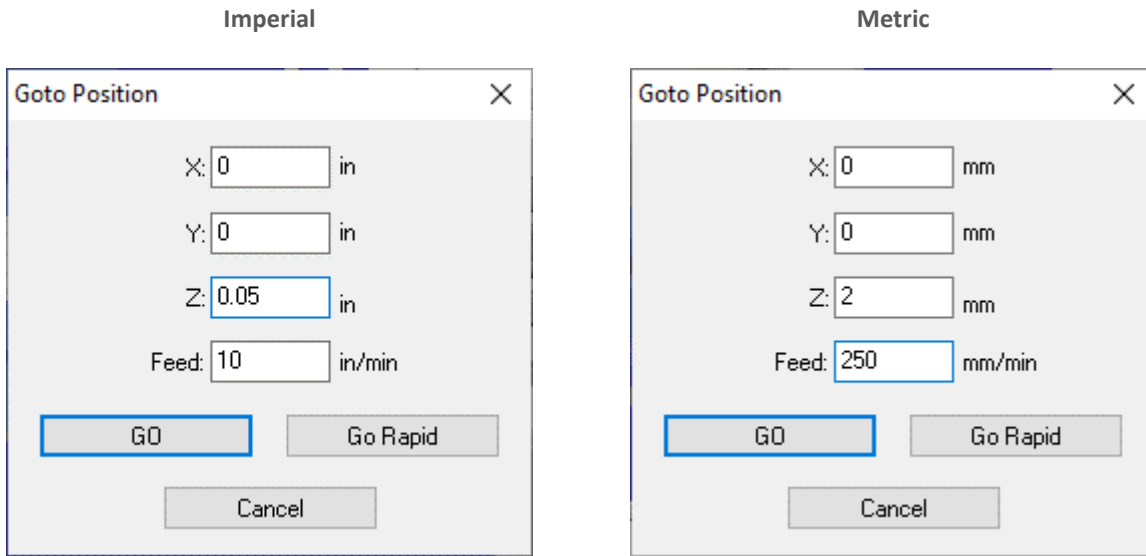 Imperial
Metric
Goto Position
X: 0 in
Y: 0 in
Z: 0.05 in
Feed: 10 in/min
GO Go Rapid
Cancel
Goto Position
X: 0 mm
Y: 0 mm
Z: 2 mm
Feed: 250 mm/min
GO Go Rapid
Cancel